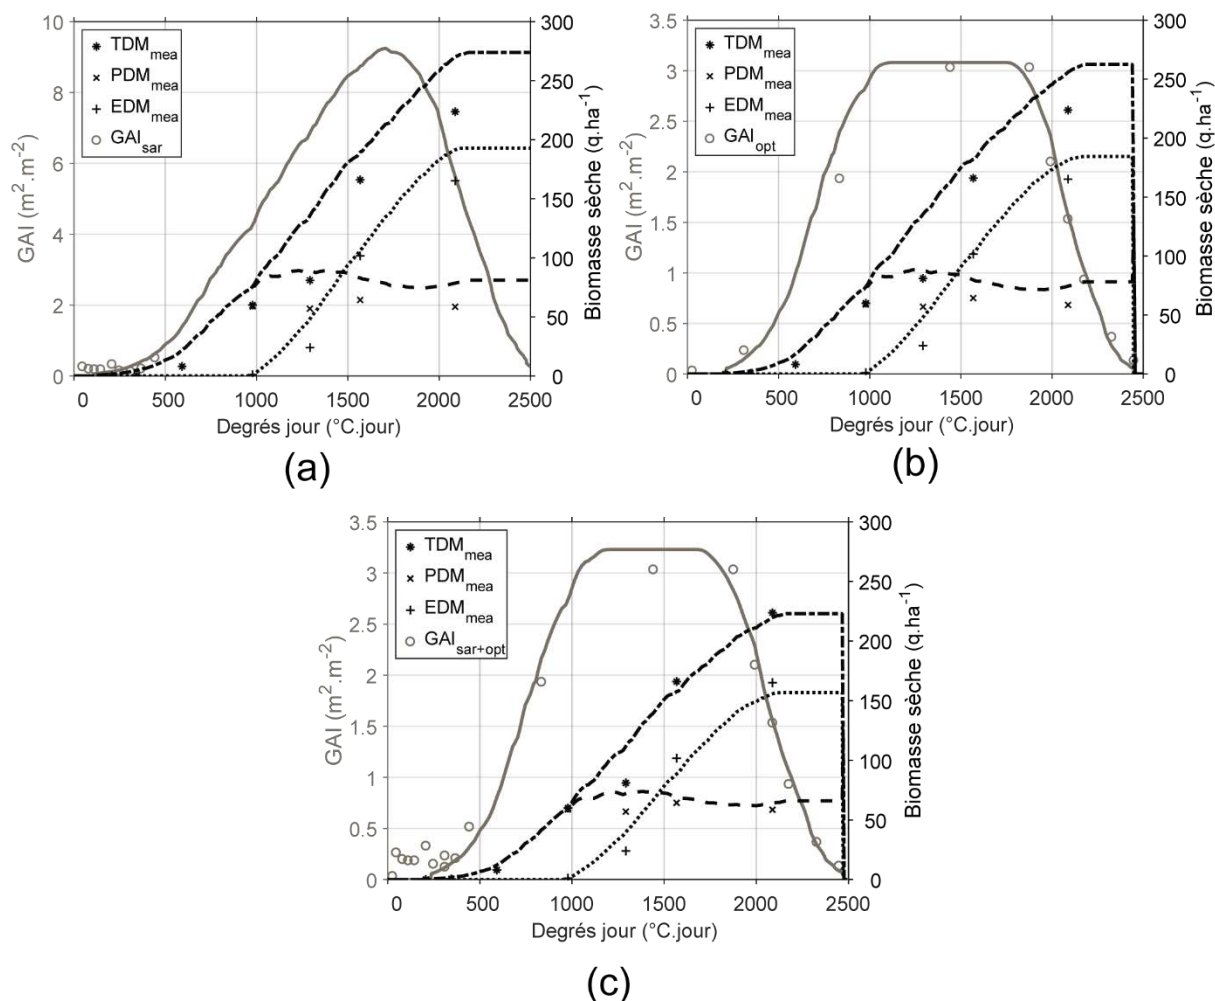 10
8
6
4
2
0
GAI (m².m⁻²)
TDMmea
PDMmea
EDMmea
GAIsar
300
250
200
150
100
50
0
Biomasse sèche (q.ha⁻¹)
0 500 1000 1500 2000 2500
Degrés jour (°C.jour)
(a)
3.5
3
2.5
2
1.5
1
0.5
0
GAI (m².m⁻²)
TDMmea
PDMmea
EDMmea
GAIopt
300
250
200
150
100
50
0
Biomasse sèche (q.ha⁻¹)
0 500 1000 1500 2000 2500
Degrés jour (°C.jour)
(b)
3.5
3
2.5
2
1.5
1
0.5
0
GAI (m².m⁻²)
TDMmea
PDMmea
EDMmea
GAIsar+opt
300
250
200
150
100
50
0
Biomasse sèche (q.ha⁻¹)
0 500 1000 1500 2000 2500
Degrés jour (°C.jour)
(c)